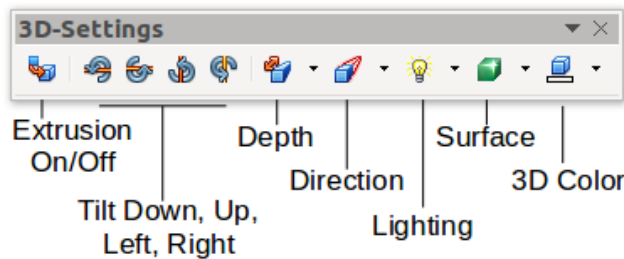 3D-Settings
Extrusion
On/Off
Depth
Surface
Direction
3D Color
Tilt Down, Up,
Left, Right
Lighting